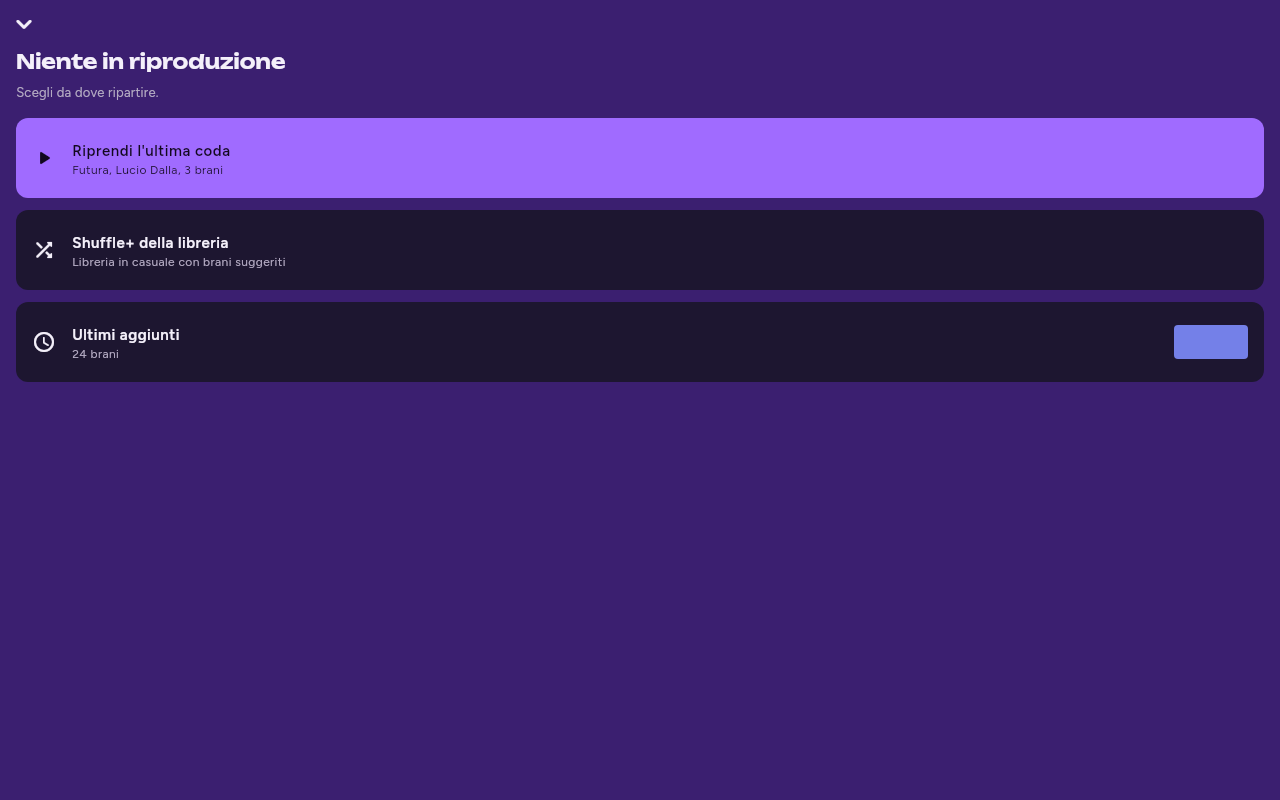 Niente in riproduzione
Scegli da dove ripartire.
Riprendi l'ultima coda
Futura, Lucio Dalla, 3 brani
Shuffle+ della libreria
Libreria in casuale con brani suggeriti
Ultimi aggiunti
24 brani